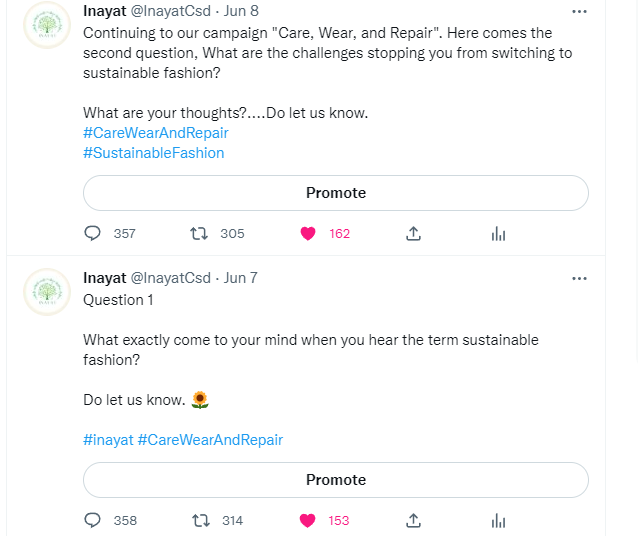 Inayat @InayatCsd · Jun 8
Continuing to our campaign "Care, Wear, and Repair". Here comes the
second question, What are the challenges stopping you from switching to
sustainable fashion?
What are your thoughts?....Do let us know.
#CareWearAndRepair
#SustainableFashion
Promote
357 305 162
Inayat @InayatCsd · Jun 7
Question 1
What exactly come to your mind when you hear the term sustainable
fashion?
Do let us know. 🌻
#inayat #CareWearAndRepair
Promote
358 314 153